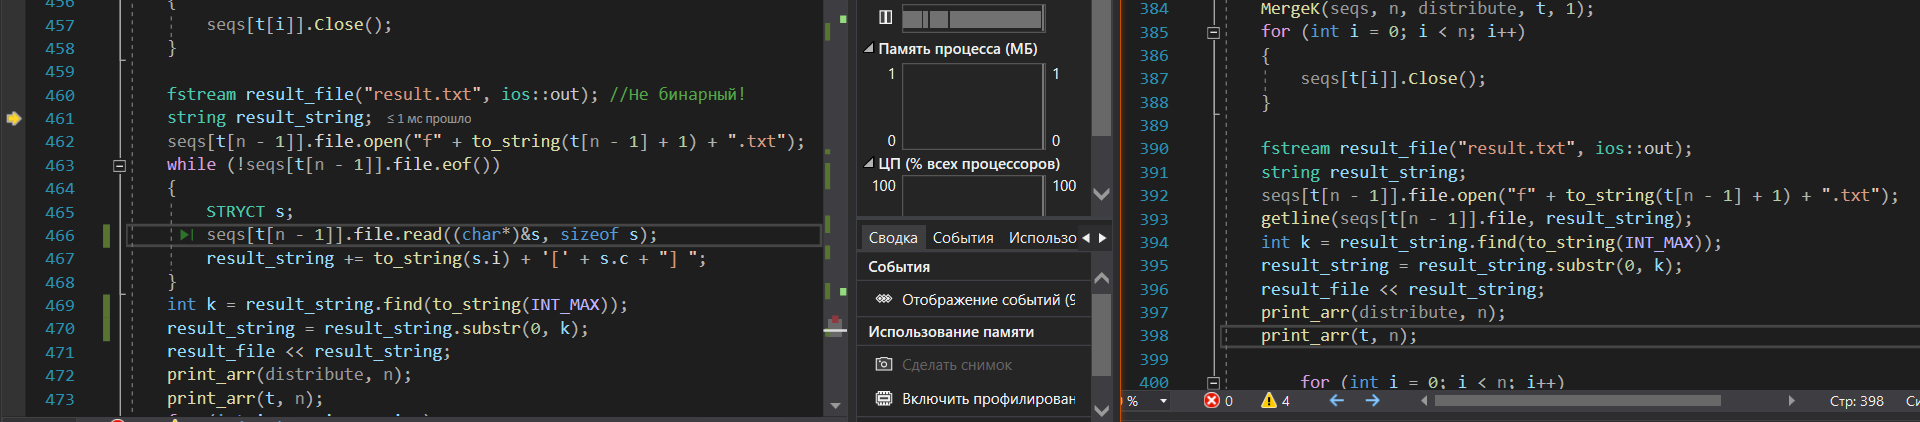 456 {
457 seqs[t[i]].Close();
458 }
459
460 fstream result_file("result.txt", ios::out); //Не бинарный!
461 string result_string; ≤ 1 мс прошло
462 seqs[t[n - 1]].file.open("f" + to_string(t[n - 1] + 1) + ".txt");
463 while (!seqs[t[n - 1]].file.eof())
464 {
465 STRYCT s;
466 seqs[t[n - 1]].file.read((char*)&s, sizeof s);
467 result_string += to_string(s.i) + '[' + s.c + "] ";
468 }
469 int k = result_string.find(to_string(INT_MAX));
470 result_string = result_string.substr(0, k);
471 result_file << result_string;
472 print_arr(distribute, n);
473 print_arr(t, n);
Память процесса (МБ)
1 1
0 0
ЦП (% всех процессоров)
100 100
Сводка События Использо
События
Отображение событий (9
Использование памяти
Сделать снимок
Включить профилирован
384 MergeK(seqs, n, distribute, t, 1);
385 for (int i = 0; i < n; i++)
386 {
387 seqs[t[i]].Close();
388 }
389
390 fstream result_file("result.txt", ios::out);
391 string result_string;
392 seqs[t[n - 1]].file.open("f" + to_string(t[n - 1] + 1) + ".txt");
393 getline(seqs[t[n - 1]].file, result_string);
394 int k = result_string.find(to_string(INT_MAX));
395 result_string = result_string.substr(0, k);
396 result_file << result_string;
397 print_arr(distribute, n);
398 print_arr(t, n);
399
400 for (int i = 0; i < n; i++)
% 0 4 Стр: 398 Си